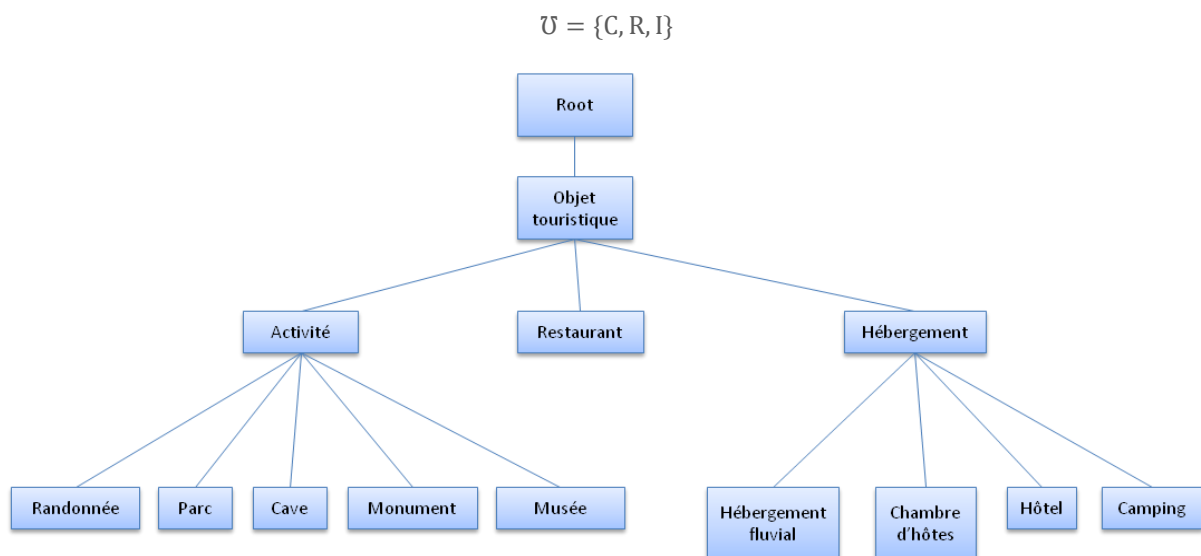 ℧ = {C, R, I}
Root
Objet
touristique
Activité
Restaurant
Hébergement
Randonnée
Parc
Cave
Monument
Musée
Hébergement
fluvial
Chambre
d'hôtes
Hôtel
Camping